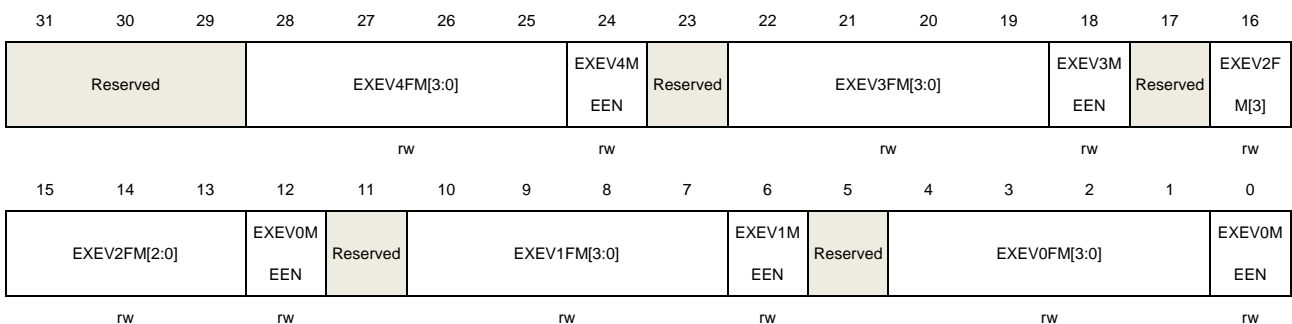 31 30 29 28 27 26 25 24 23 22 21 20 19 18 17 16
Reserved EXEV4FM[3:0] EXEV4M Reserved EXEV3FM[3:0] EXEV3M Reserved EXEV2F
EEN EEN M[3]
rw rw rw rw rw
15 14 13 12 11 10 9 8 7 6 5 4 3 2 1 0
EXEV2FM[2:0] EXEV0M Reserved EXEV1FM[3:0] EXEV1M Reserved EXEV0FM[3:0] EXEV0M
EEN EEN EEN
rw rw rw rw rw rw